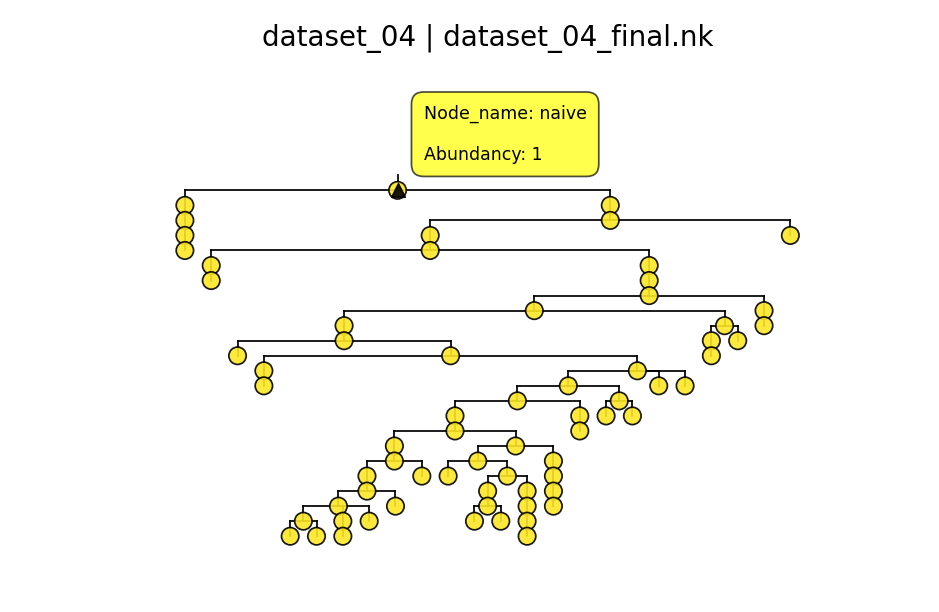 dataset_04 | dataset_04_final.nk
Node_name: naive
Abundancy: 1